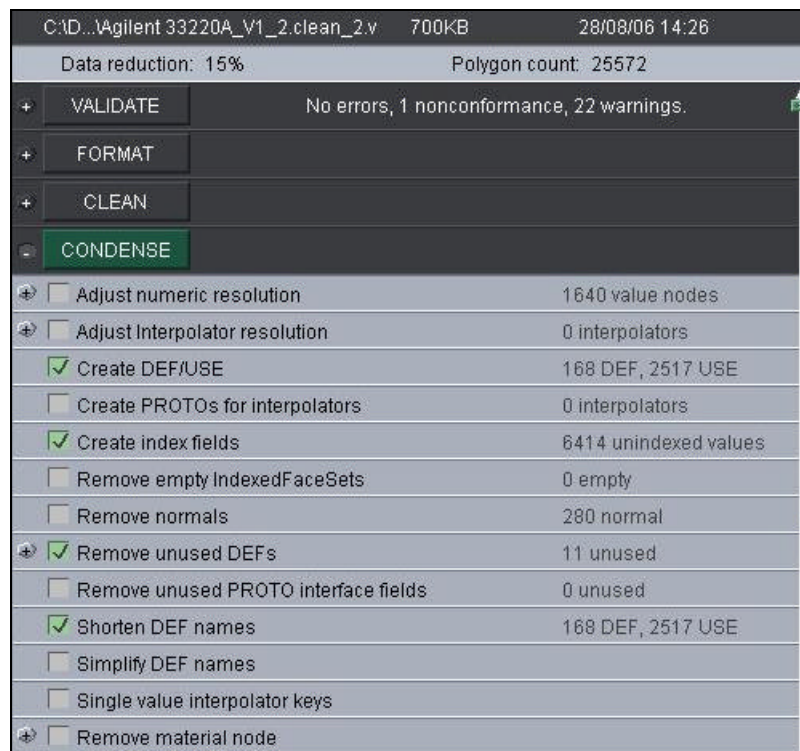 C:\D...\Agilent 33220A_V1_2.clean_2.v 700KB 28/08/06 14:26
Data reduction: 15% Polygon count: 25572
+ VALIDATE No errors, 1 nonconformance, 22 warnings.
+ FORMAT
+ CLEAN
- CONDENSE
+ Adjust numeric resolution 1640 value nodes
+ Adjust Interpolator resolution 0 interpolators
Create DEF/USE 168 DEF, 2517 USE
Create PROTOs for interpolators 0 interpolators
Create index fields 6414 unindexed values
Remove empty IndexedFaceSets 0 empty
Remove normals 280 normal
+ Remove unused DEFs 11 unused
Remove unused PROTO interface fields 0 unused
Shorten DEF names 168 DEF, 2517 USE
Simplify DEF names
Single value interpolator keys
+ Remove material node